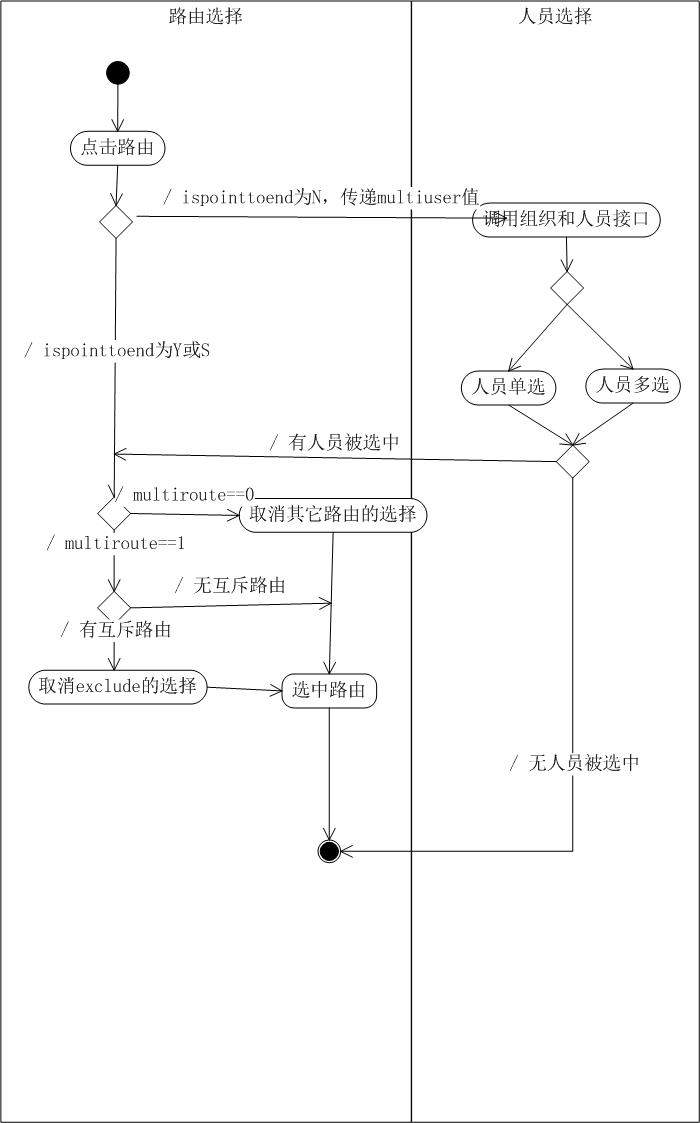 路由选择
人员选择
点击路由
/ ispointtoend为N，传递multiuser值
调用组织和人员接口
/ ispointtoend为Y或S
人员单选
人员多选
/ 有人员被选中
/ multiroute==0
取消其它路由的选择
/ multiroute==1
/ 无互斥路由
/ 有互斥路由
取消exclude的选择
选中路由
/ 无人员被选中